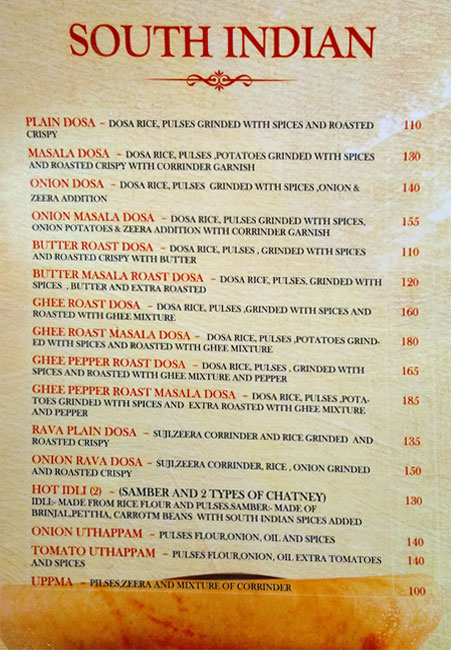 SOUTH INDIAN
PLAIN DOSA - DOSA RICE, PULSES GRINDED WITH SPICES AND ROASTED 110
CRISPY
MASALA DOSA - DOSA RICE, PULSES ,POTATOES GRINDED WITH SPICES 130
AND ROASTED CRISPY WITH CORRINDER GARNISH
ONION DOSA - DOSA RICE, PULSES GRINDED WITH SPICES ,ONION & 140
ZEERA ADDITION
ONION MASALA DOSA - DOSA RICE, PULSES GRINDED WITH SPICES, 155
ONION POTATOES & ZEERA ADDITION WITH CORRINDER GARNISH
BUTTER ROAST DOSA - DOSA RICE, PULSES , GRINDED WITH SPICES 110
AND ROASTED CRISPY WITH BUTTER
BUTTER MASALA ROAST DOSA - DOSA RICE, PULSES, GRINDED WITH 120
SPICES , BUTTER AND EXTRA ROASTED
GHEE ROAST DOSA - DOSA RICE, PULSES ,GRINDED WITH SPICES AND 160
ROASTED WITH GHEE MIXTURE
GHEE ROAST MASALA DOSA - DOSA RICE, PULSES ,POTATOES GRIND- 180
ED WITH SPICES AND ROASTED WITH GHEE MIXTURE
GHEE PEPPER ROAST DOSA - DOSA RICE, PULSES , GRINDED WITH 165
SPICES AND ROASTED WITH GHEE MIXTURE AND PEPPER
GHEE PEPPER ROAST MASALA DOSA - DOSA RICE, PULSES ,POTA- 185
TOES GRINDED WITH SPICES AND EXTRA ROASTED WITH GHEE MIXTURE
AND PEPPER
RAVA PLAIN DOSA - SUJI,ZEERA CORRINDER AND RICE GRINDED AND 135
ROASTED CRISPY
ONION RAVA DOSA - SUJI,ZEERA CORRINDER, RICE , ONION GRINDED 150
AND ROASTED CRISPY
HOT IDLI (2) - (SAMBER AND 2 TYPES OF CHATNEY) 130
IDLI:- MADE FROM RICE FLOUR AND PULSES.SAMBER:- MADE OF
BRINJAL,PETTHA, CARROTM BEANS WITH SOUTH INDIAN SPICES ADDED
ONION UTHAPPAM - PULSES FLOUR,ONION, OIL AND SPICES 140
TOMATO UTHAPPAM - PULSES FLOUR,ONION, OIL EXTRA TOMATOES 140
AND SPICES
UPPMA - PILSES,ZEERA AND MIXTURE OF CORRINDER 100